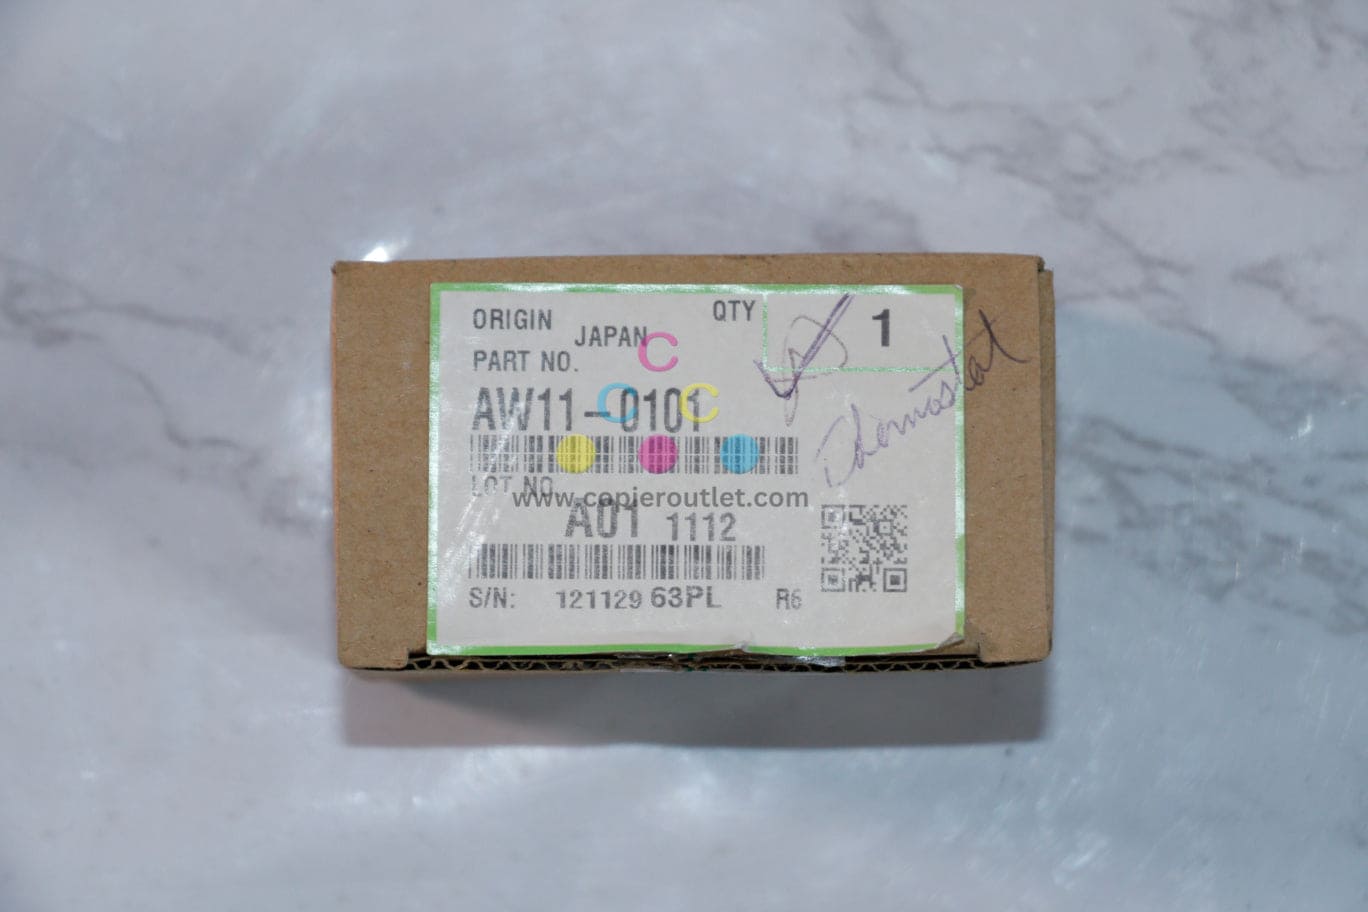 ORIGIN
JAPAN
QTY
1
PART NO.
AW11-0101
C
C C
Thermostat
LOT NO.
www.copieroutlet.com
A01 1112
S/N: 121129 63PL R6